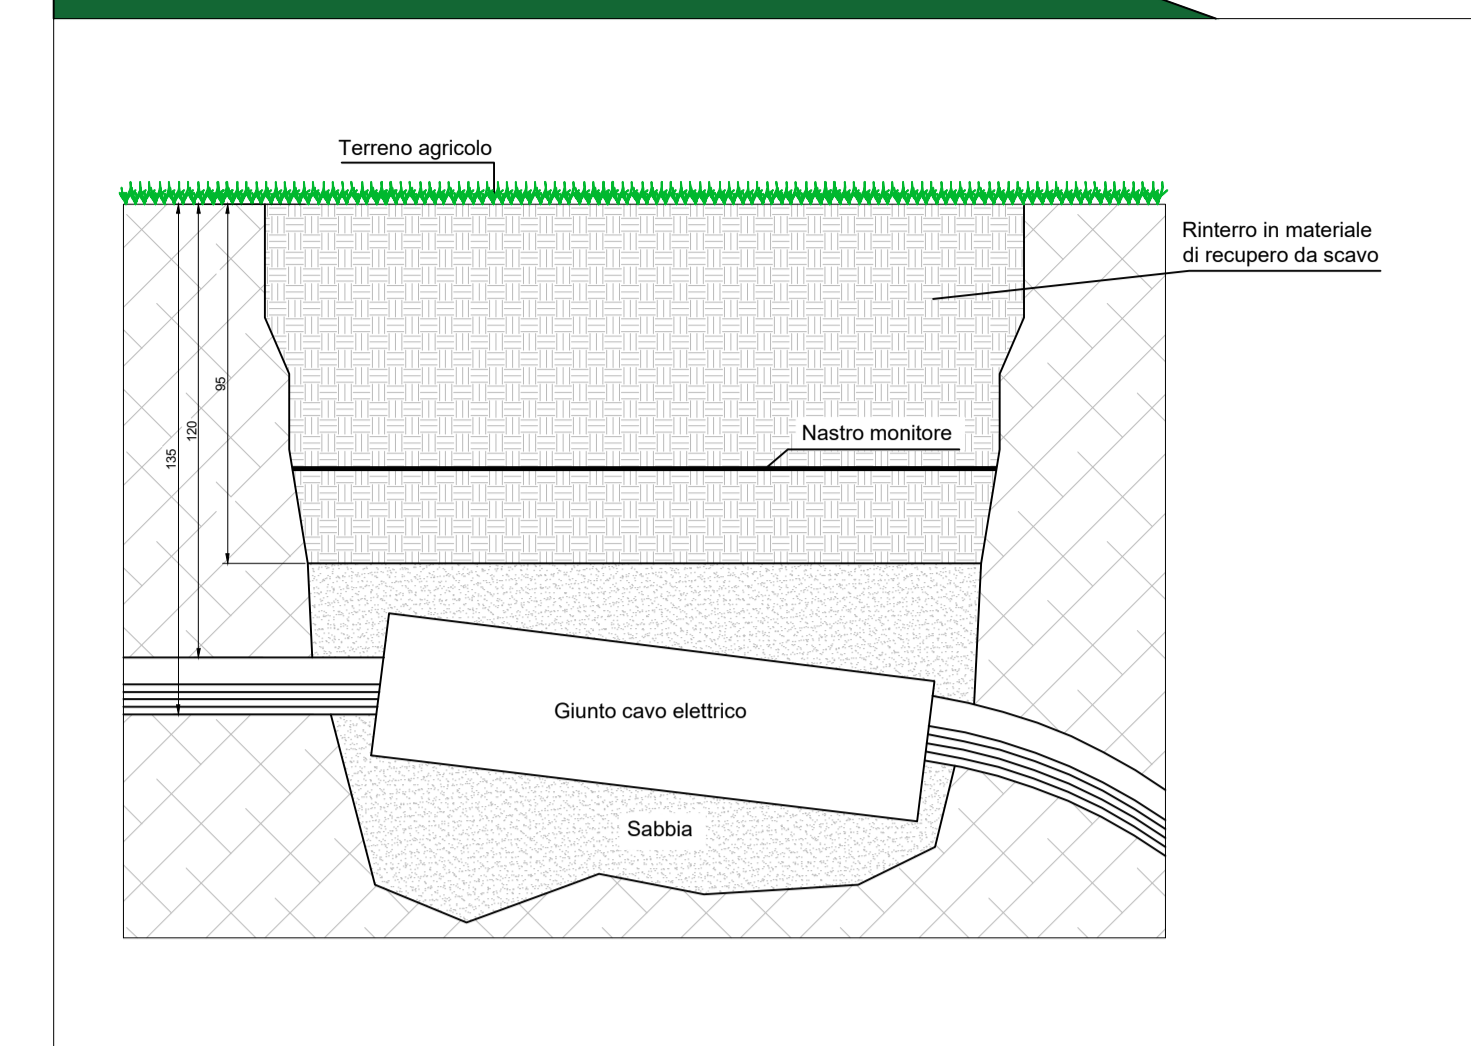 Terreno agricolo
Rinterro in materiale
di recupero da scavo
95
120
135
Nastro monitore
Giunto cavo elettrico
Sabbia